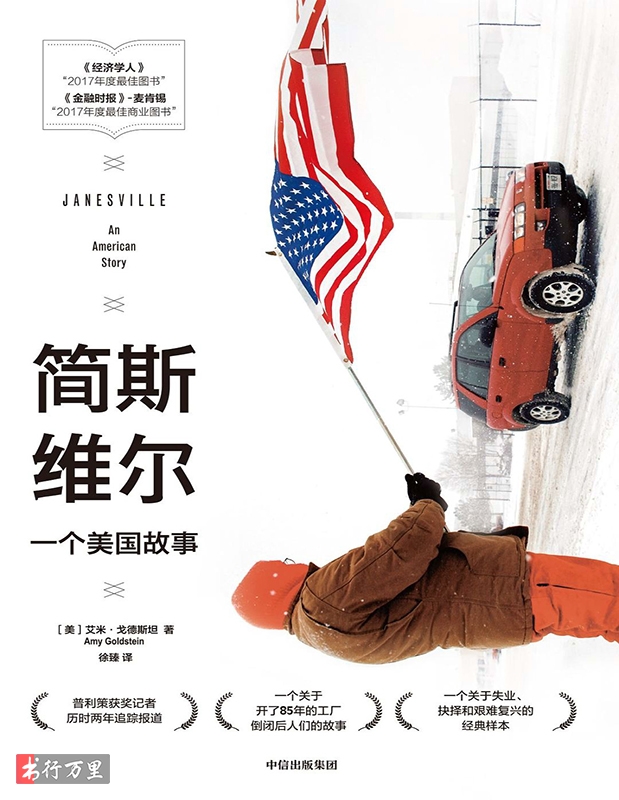 《经济学人》
“2017年度最佳图书”
《金融时报》-麦肯锡
“2017年度最佳商业图书”
JANESVILLE
An
American
Story
简斯
维尔
一个美国故事
［美］艾米·戈德斯坦 著
Amy Goldstein
徐臻 译
普利策获奖记者
历时两年追踪报道
一个关于
开了85年的工厂
倒闭后人们的故事
一个关于失业、
抉择和艰难复兴的
经典样本
书行万里
中信出版集团